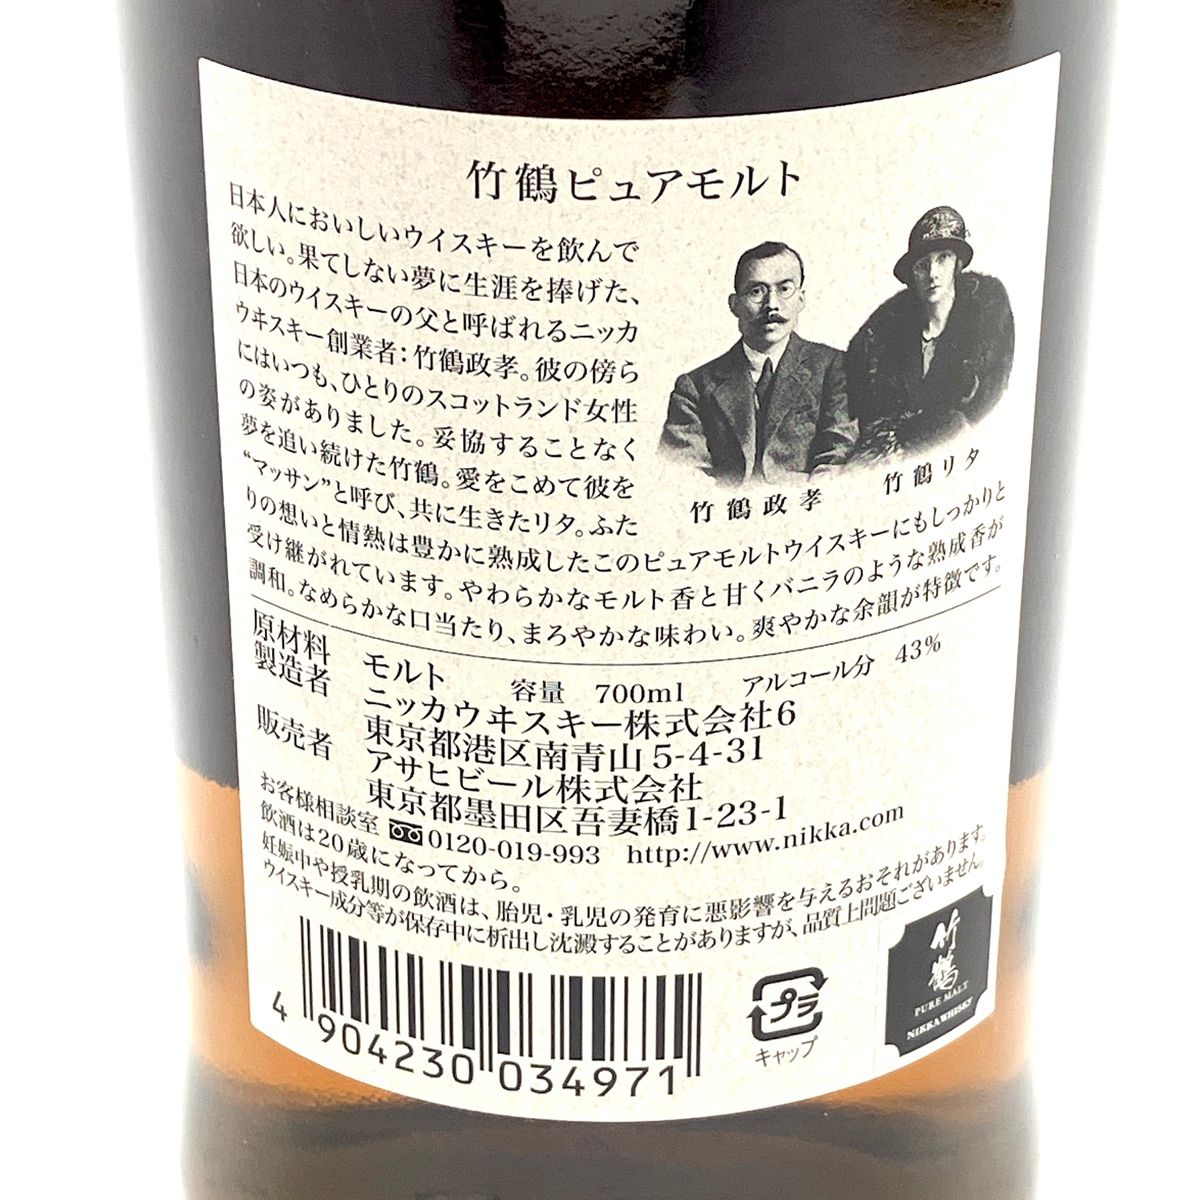 竹鶴ピュアモルト
日本人においしいウイスキーを飲んで
欲しい。果てしない夢に生涯を捧げた、
日本のウイスキーの父と呼ばれるニッカ
ウヰスキー創業者：竹鶴政孝。彼の傍ら
にはいつも、ひとりのスコットランド女性
の姿がありました。妥協することなく
夢を追い続けた竹鶴。愛をこめて彼を
“マッサン”と呼び、共に生きたリタ。ふた
りの想いと情熱は豊かに熟成したこのピュアモルトウイスキーにもしっかりと
受け継がれています。やわらかなモルト香と甘くバニラのような熟成香が
調和。なめらかな口当たり、まろやかな味わい。爽やかな余韻が特徴です。
竹鶴政孝
竹鶴リタ
原材料 モルト 容量 700ml アルコール分 43%
製造者 ニッカウヰスキー株式会社6
東京都港区南青山5-4-31
販売者 アサヒビール株式会社
東京都墨田区吾妻橋1-23-1
お客様相談室 0120-019-993 http://www.nikka.com
飲酒は20歳になってから。
妊娠中や授乳期の飲酒は、胎児・乳児の発育に悪影響を与えるおそれがあります。
ウイスキー成分等が保存中に析出し沈澱することがありますが、品質上問題ございません。
4 904230 034971
プラ
キャップ
竹鶴
PURE MALT
NIKKA WHISKY